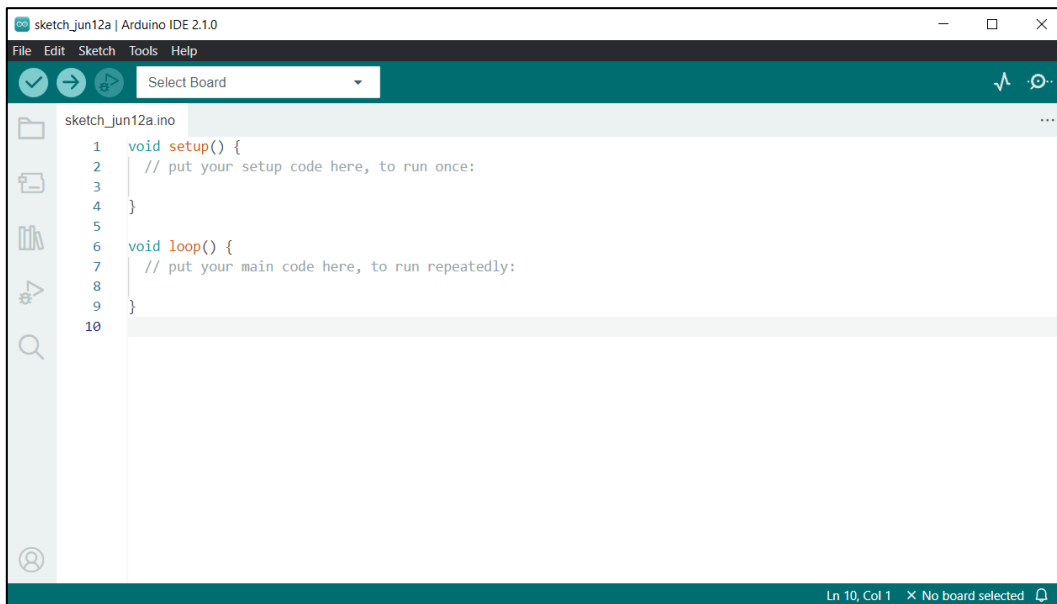 sketch_jun12a | Arduino IDE 2.1.0
File Edit Sketch Tools Help
Select Board
sketch_jun12a.ino
1 void setup() {
2 // put your setup code here, to run once:
3
4 }
5
6 void loop() {
7 // put your main code here, to run repeatedly:
8
9 }
10
Ln 10, Col 1 X No board selected